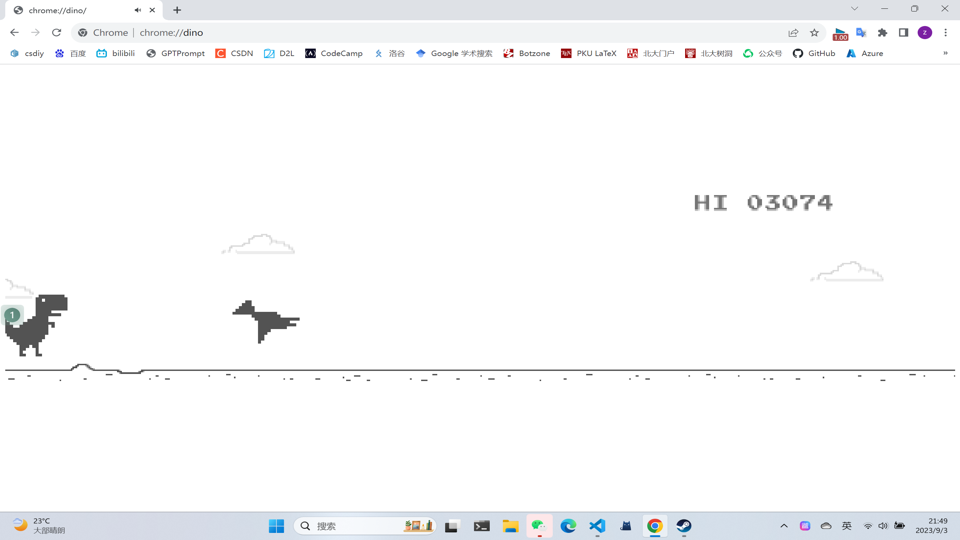 chrome://dino/
Chrome | chrome://dino
1.00
z
csdiy 百度 bilibili GPTPrompt CSDN D2L CodeCamp 洛谷 Google 学术搜索 Botzone PKU LaTeX 北大门户 北大树洞 公众号 GitHub Azure »
HI 03074
1
23°C
大部晴朗
搜索
英
21:49
2023/9/3